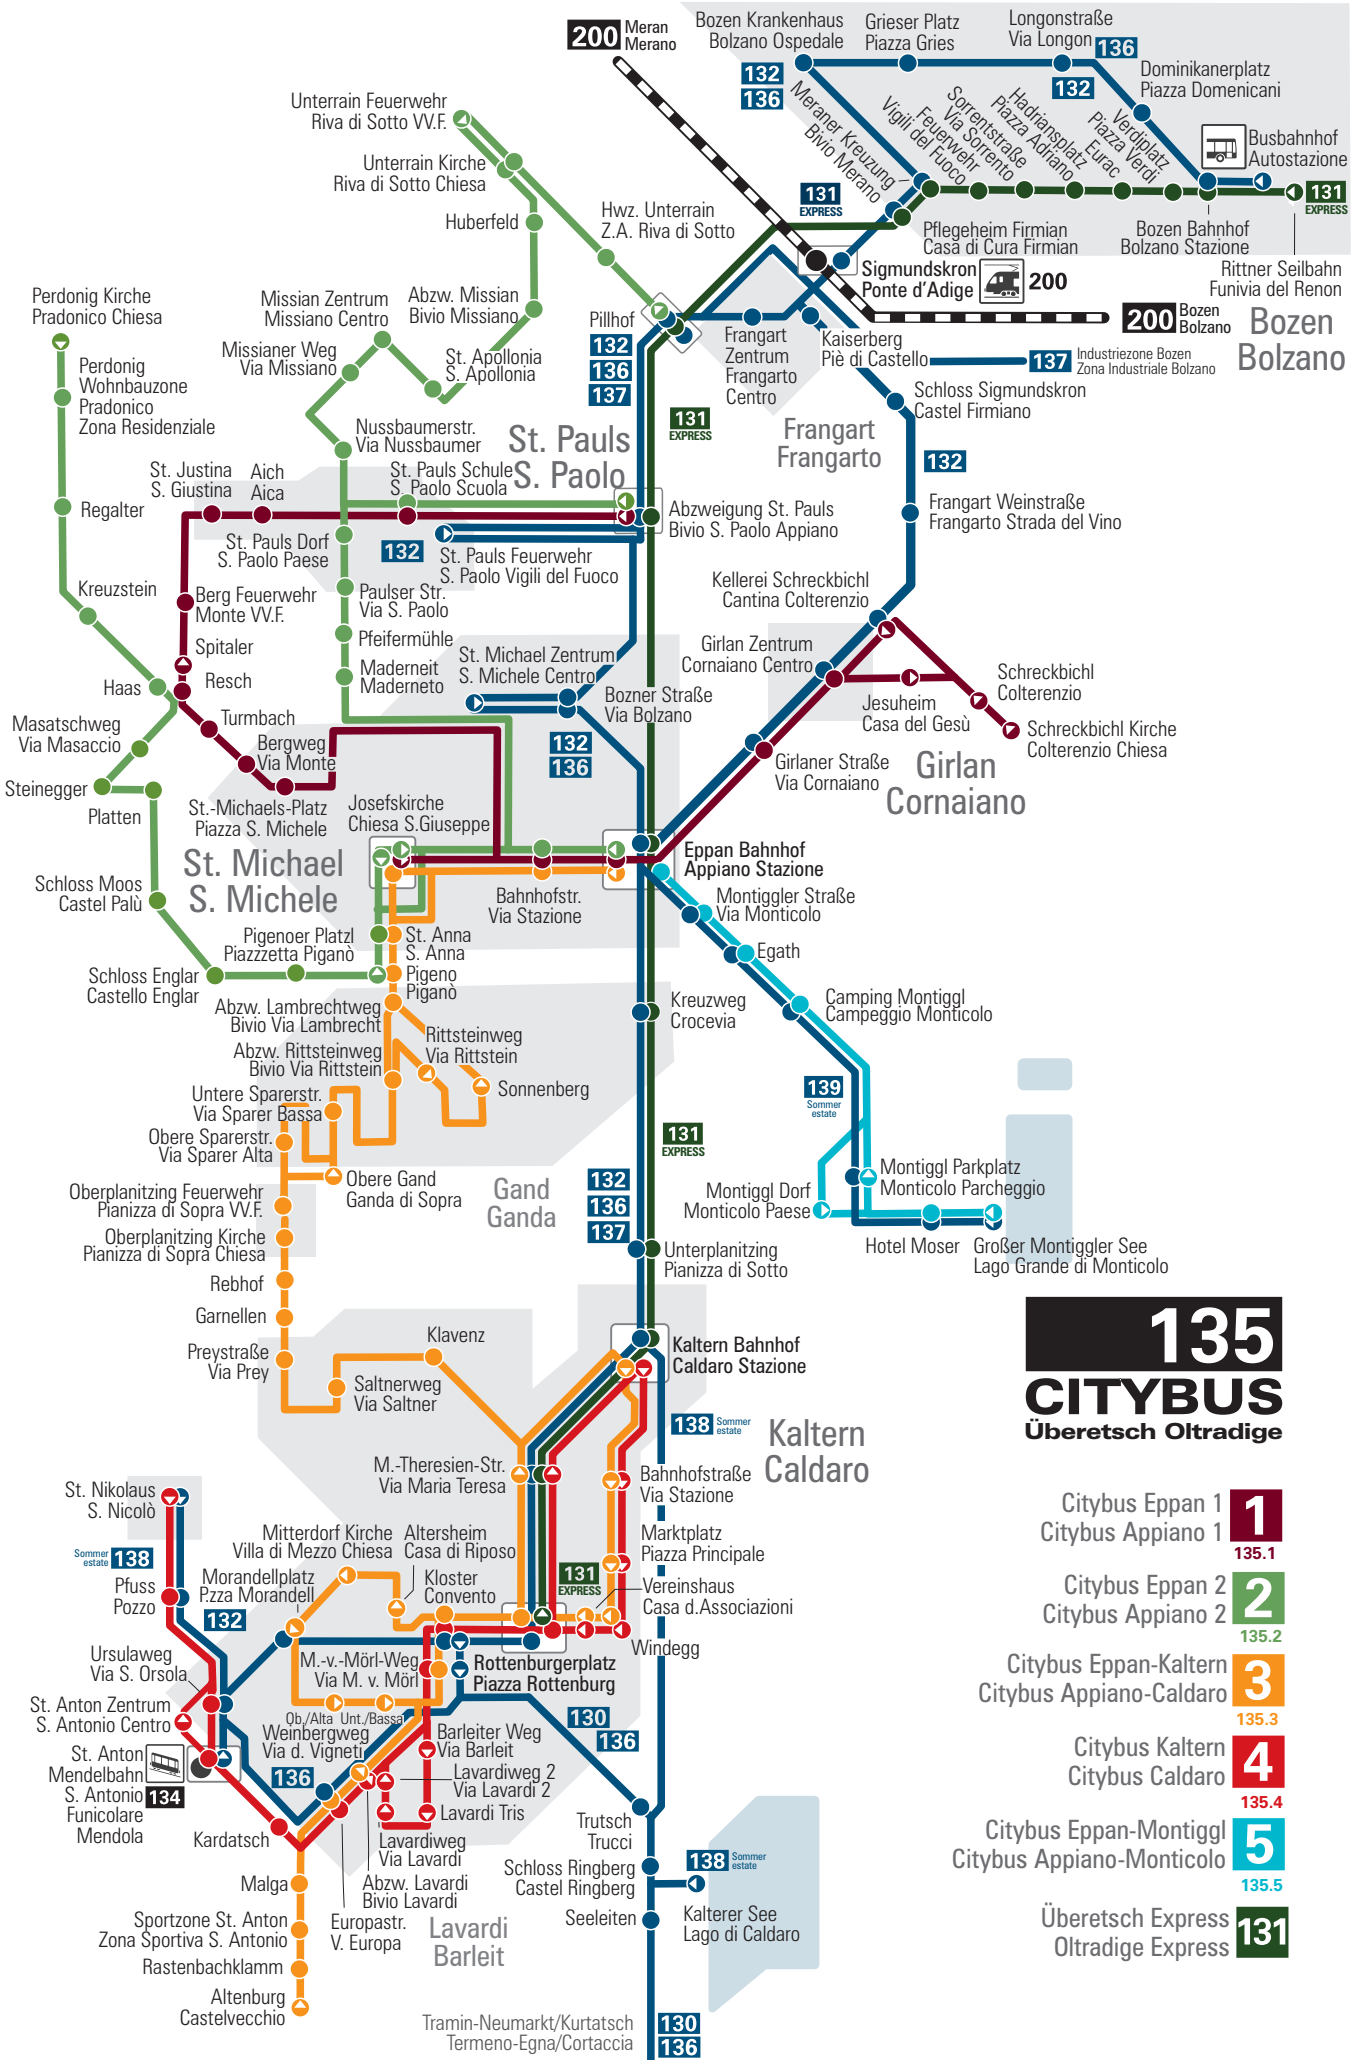 200 Meran
Merano
Bozen Krankenhaus
Bolzano Ospedale
Grieser Platz
Piazza Gries
Longonstraße
Via Longon
136
132
136
132
Dominikanerplatz
Piazza Domenicani
Meraner Kreuzung
Bivio Merano
Vigili del Fuoco
Feuerwehr
Via Sorrento
Sorrentstraße
Piazza Adriano
Hadriansplatz
Eurac
Piazza Verdi
Verdiplatz
Busbahnhof
Autostazione
131
EXPRESS
131
EXPRESS
Pflegeheim Firmian
Casa di Cura Firmian
Bozen Bahnhof
Bolzano Stazione
Rittner Seilbahn
Funivia del Renon
Sigmundskron
Ponte d'Adige
200
200 Bozen
Bolzano
Bozen
Bolzano
Unterrain Feuerwehr
Riva di Sotto VV.F.
Unterrain Kirche
Riva di Sotto Chiesa
Huberfeld
Hwz. Unterrain
Z.A. Riva di Sotto
Perdonig Kirche
Pradonico Chiesa
Missian Zentrum
Missiano Centro
Abzw. Missian
Bivio Missiano
Pillhof
132
136
137
Frangart
Zentrum
Frangarto
Centro
Kaiserberg
Piè di Castello
137 Industriezone Bozen
Zona Industriale Bolzano
Perdonig
Wohnbauzone
Pradonico
Zona Residenziale
Missianer Weg
Via Missiano
St. Apollonia
S. Apollonia
Schloss Sigmundskron
Castel Firmiano
131
EXPRESS
Frangart
Frangarto
132
Nussbaumerstr.
Via Nussbaumer
St. Pauls
S. Paolo
St. Justina
S. Giustina
Aich
Aica
St. Pauls Schule
S. Paolo Scuola
Regalter
Abzweigung St. Pauls
Bivio S. Paolo Appiano
Frangart Weinstraße
Frangarto Strada del Vino
St. Pauls Dorf
S. Paolo Paese
132
St. Pauls Feuerwehr
S. Paolo Vigili del Fuoco
Kreuzstein
Berg Feuerwehr
Monte VV.F.
Paulser Str.
Via S. Paolo
Kellerei Schreckbichl
Cantina Colterenzio
Spitaler
Pfeifermühle
Haas
Resch
Maderneit
Maderneto
St. Michael Zentrum
S. Michele Centro
Girlan Zentrum
Cornaiano Centro
Schreckbichl
Colterenzio
Bozner Straße
Via Bolzano
Jesuheim
Casa del Gesù
Schreckbichl Kirche
Colterenzio Chiesa
Masatschweg
Via Masaccio
Turmbach
Bergweg
Via Monte
132
136
Girlaner Straße
Via Cornaiano
Girlan
Cornaiano
Steinegger
Platten
St.-Michaels-Platz
Piazza S. Michele
Josefskirche
Chiesa S.Giuseppe
St. Michael
S. Michele
Eppan Bahnhof
Appiano Stazione
Schloss Moos
Castel Palù
Bahnhofstr.
Via Stazione
Montiggler Straße
Via Monticolo
Pigenoer Platzl
Piazzzetta Piganò
St. Anna
S. Anna
Egath
Schloss Englar
Castello Englar
Pigeno
Piganò
Abzw. Lambrechtweg
Bivio Via Lambrecht
Kreuzweg
Crocevia
Camping Montiggl
Campeggio Monticolo
Abzw. Rittsteinweg
Bivio Via Rittstein
Rittsteinweg
Via Rittstein
Untere Sparerstr.
Via Sparer Bassa
Sonnenberg
139
Sommer
estate
Obere Sparerstr.
Via Sparer Alta
131
EXPRESS
Obere Gand
Ganda di Sopra
Gand
Ganda
132
136
137
Montiggl Parkplatz
Monticolo Parcheggio
Montiggl Dorf
Monticolo Paese
Oberplanitzing Feuerwehr
Pianizza di Sopra VV.F.
Oberplanitzing Kirche
Pianizza di Sopra Chiesa
Unterplanitzing
Pianizza di Sotto
Hotel Moser
Großer Montiggler See
Lago Grande di Monticolo
Rebhof
Garnellen
Klavenz
Preystraße
Via Prey
Kaltern Bahnhof
Caldaro Stazione
135
CITYBUS
Überetsch Oltradige
Saltnerweg
Via Saltner
138 Sommer
estate
Kaltern
Caldaro
M.-Theresien-Str.
Via Maria Teresa
Bahnhofstraße
Via Stazione
St. Nikolaus
S. Nicolò
Citybus Eppan 1
Citybus Appiano 1
1
135.1
Mitterdorf Kirche
Villa di Mezzo Chiesa
Altersheim
Casa di Riposo
Marktplatz
Piazza Principale
Sommer
estate 138
Morandellplatz
P.zza Morandell
Kloster
Convento
131
EXPRESS
Vereinshaus
Casa d.Associazioni
Pfuss
Pozzo
132
Citybus Eppan 2
Citybus Appiano 2
2
135.2
Ursulaweg
Via S. Orsola
M.-v.-Mörl-Weg
Via M. v. Mörl
Rottenburgerplatz
Piazza Rottenburg
Windegg
Citybus Eppan-Kaltern
Citybus Appiano-Caldaro
3
135.3
St. Anton Zentrum
S. Antonio Centro
Ob./Alta Unt./Bassa
Weinbergweg
Via d. Vigneti
Barleiter Weg
Via Barleit
130
136
St. Anton
Mendelbahn
S. Antonio
Funicolare
Mendola
134
136
Lavardiweg 2
Via Lavardi 2
Lavardi Tris
Citybus Kaltern
Citybus Caldaro
4
135.4
Kardatsch
Lavardiweg
Via Lavardi
Trutsch
Trucci
Citybus Eppan-Montiggl
Citybus Appiano-Monticolo
5
135.5
Malga
Abzw. Lavardi
Bivio Lavardi
Schloss Ringberg
Castel Ringberg
138 Sommer
estate
Sportzone St. Anton
Zona Sportiva S. Antonio
Europastr.
V. Europa
Lavardi
Barleit
Seeleiten
Kalterer See
Lago di Caldaro
Überetsch Express
Oltradige Express
131
Rastenbachklamm
Altenburg
Castelvecchio
Tramin-Neumarkt/Kurtatsch
Termeno-Egna/Cortaccia
130
136